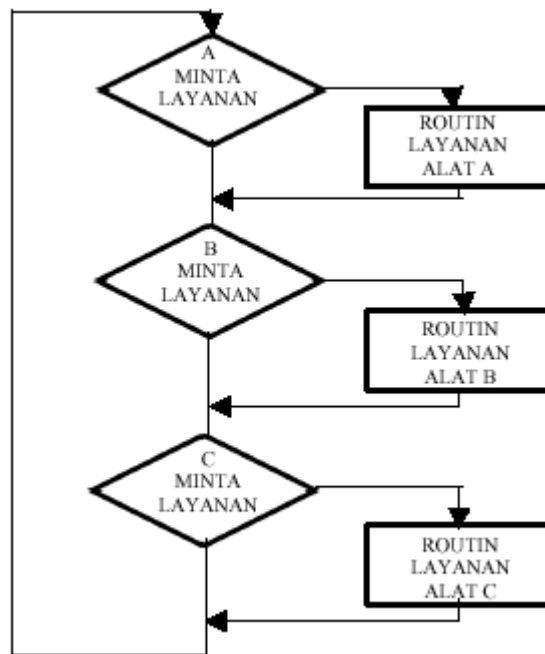 A
MINTA
LAYANAN
ROUTIN
LAYANAN
ALAT A
B
MINTA
LAYANAN
ROUTIN
LAYANAN
ALAT B
C
MINTA
LAYANAN
ROUTIN
LAYANAN
ALAT C